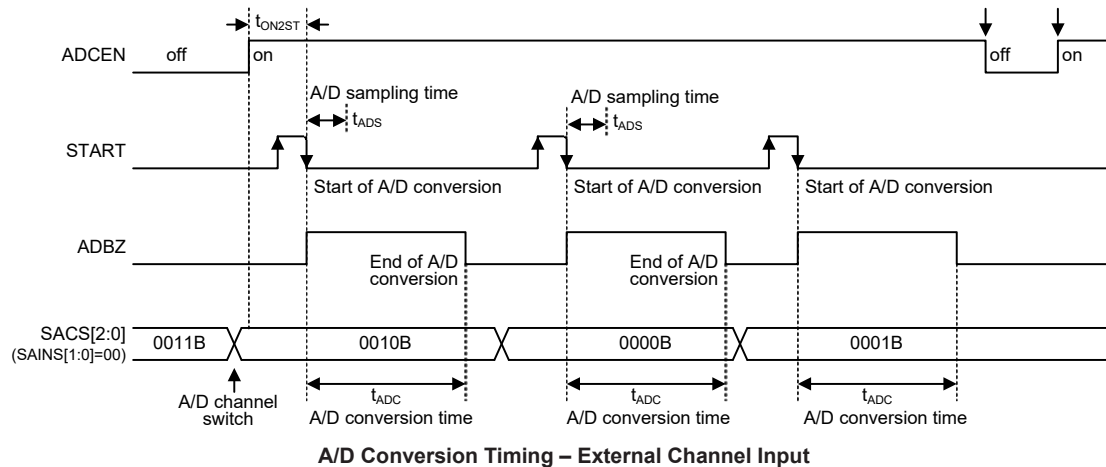 tON2ST
ADCEN
off
on
off
on
A/D sampling time
tADS
A/D sampling time
tADS
START
Start of A/D conversion
Start of A/D conversion
Start of A/D conversion
ADBZ
End of A/D
conversion
End of A/D
conversion
SACS[2:0]
(SAINS[1:0]=00)
0011B
0010B
0000B
0001B
A/D channel
switch
tADC
A/D conversion time
tADC
A/D conversion time
tADC
A/D conversion time
A/D Conversion Timing – External Channel Input